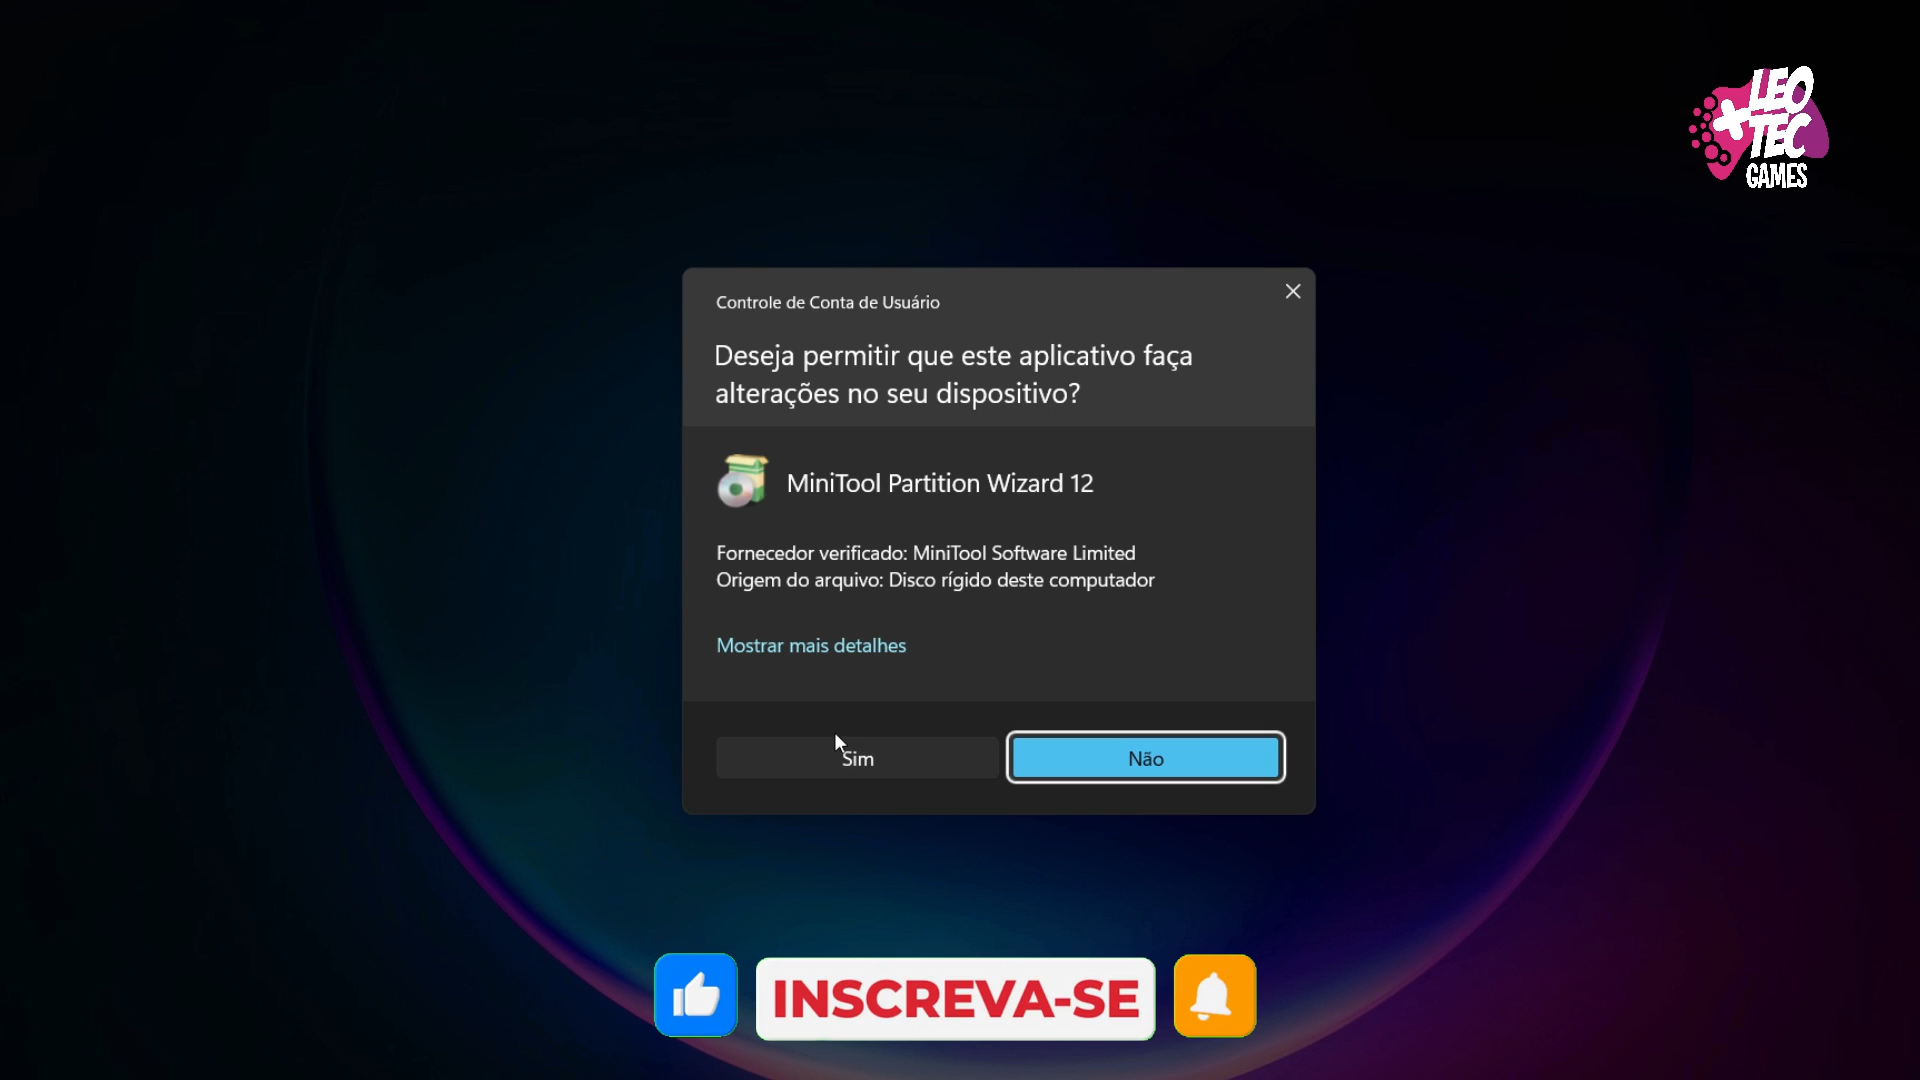 LEO
TEC
GAMES
Controle de Conta de Usuário
Deseja permitir que este aplicativo faça
alterações no seu dispositivo?
MiniTool Partition Wizard 12
Fornecedor verificado: MiniTool Software Limited
Origem do arquivo: Disco rígido deste computador
Mostrar mais detalhes
Sim
Não
INSCREVA-SE